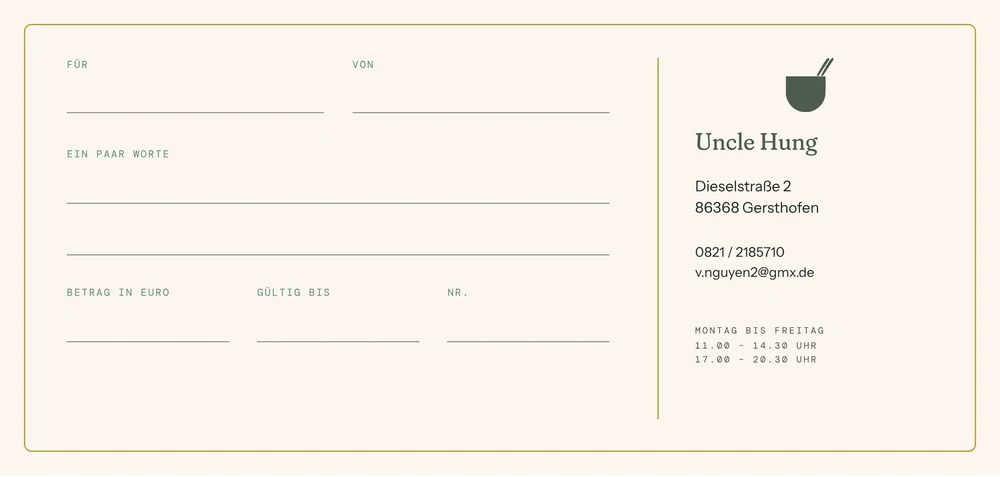 FÜR
VON
EIN PAAR WORTE
BETRAG IN EURO
GÜLTIG BIS
NR.
Uncle Hung
Dieselstraße 2
86368 Gersthofen
0821 / 2185710
v.nguyen2@gmx.de
MONTAG BIS FREITAG
11.00 – 14.30 UHR
17.00 – 20.30 UHR